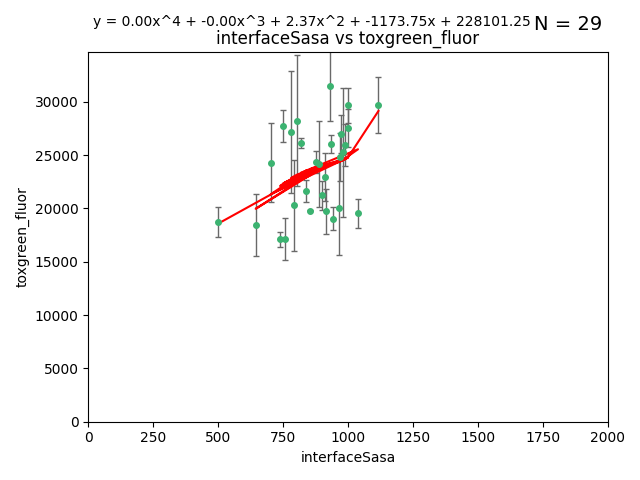 y = 0.00x^4 + -0.00x^3 + 2.37x^2 + -1173.75x + 228101.25 N = 29
interfaceSasa vs toxgreen_fluor
30000
25000
20000
15000
10000
5000
0
toxgreen_fluor
0 250 500 750 1000 1250 1500 1750 2000
interfaceSasa